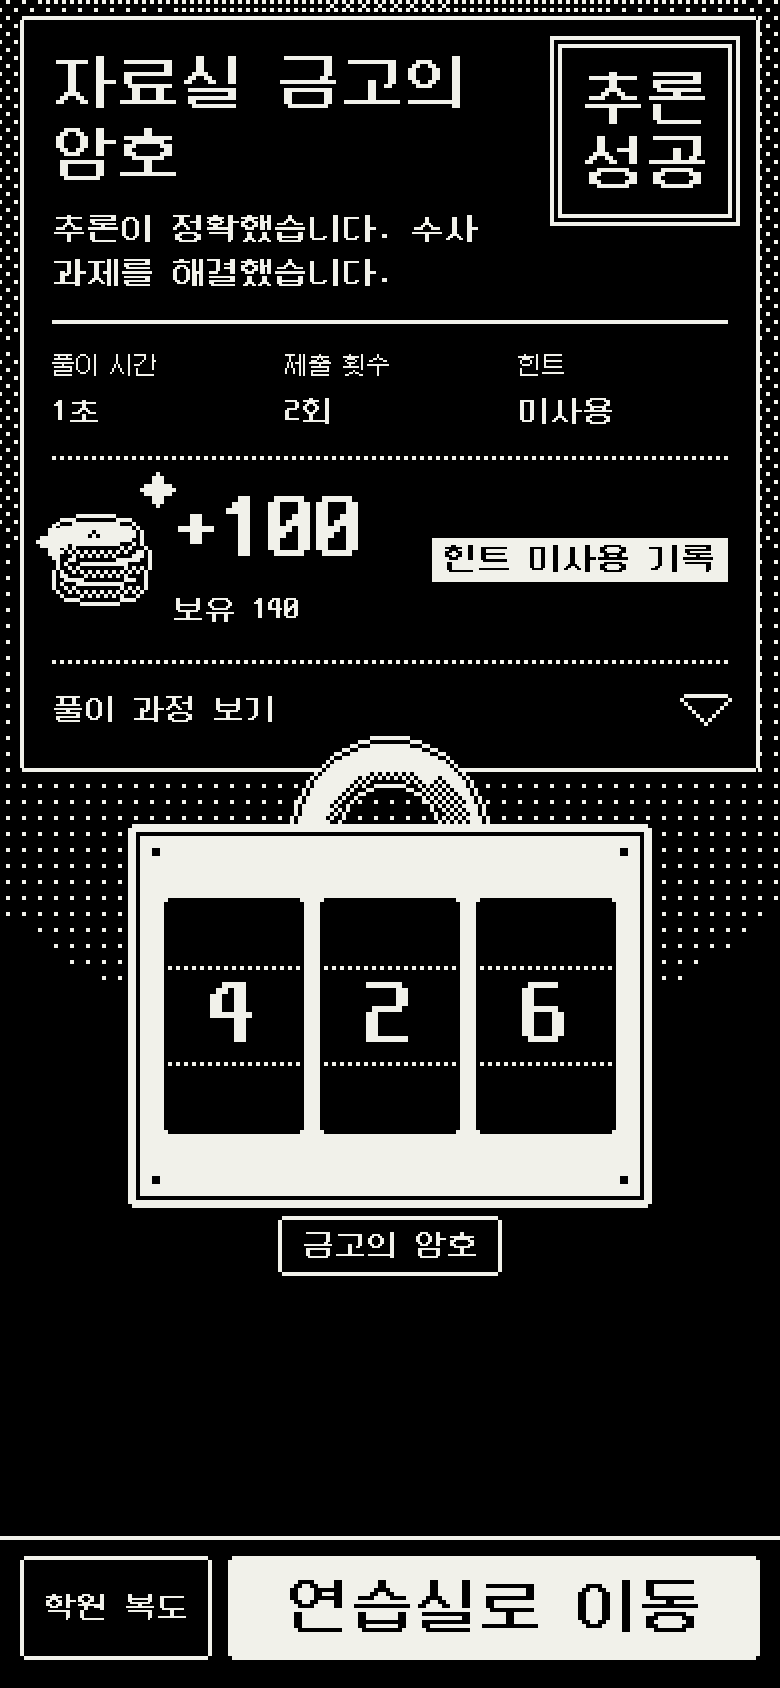 자료실 금고의
암호
추론
성공
추론이 정확했습니다. 수사
과제를 해결했습니다.
풀이 시간
제출 횟수
힌트
1초
2회
미사용
+100
힌트 미사용 기록
보유 140
풀이 과정 보기
4 2 6
금고의 암호
학원 복도
연습실로 이동